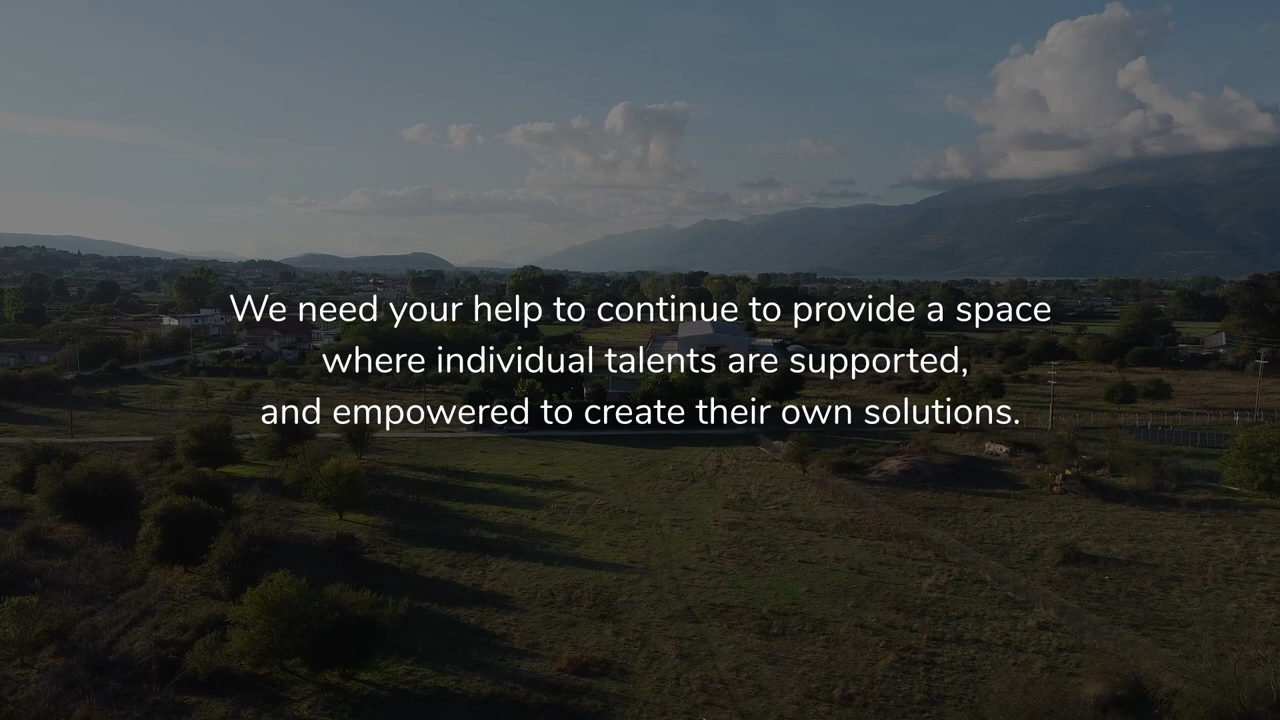 We need your help to continue to provide a space
where individual talents are supported,
and empowered to create their own solutions.